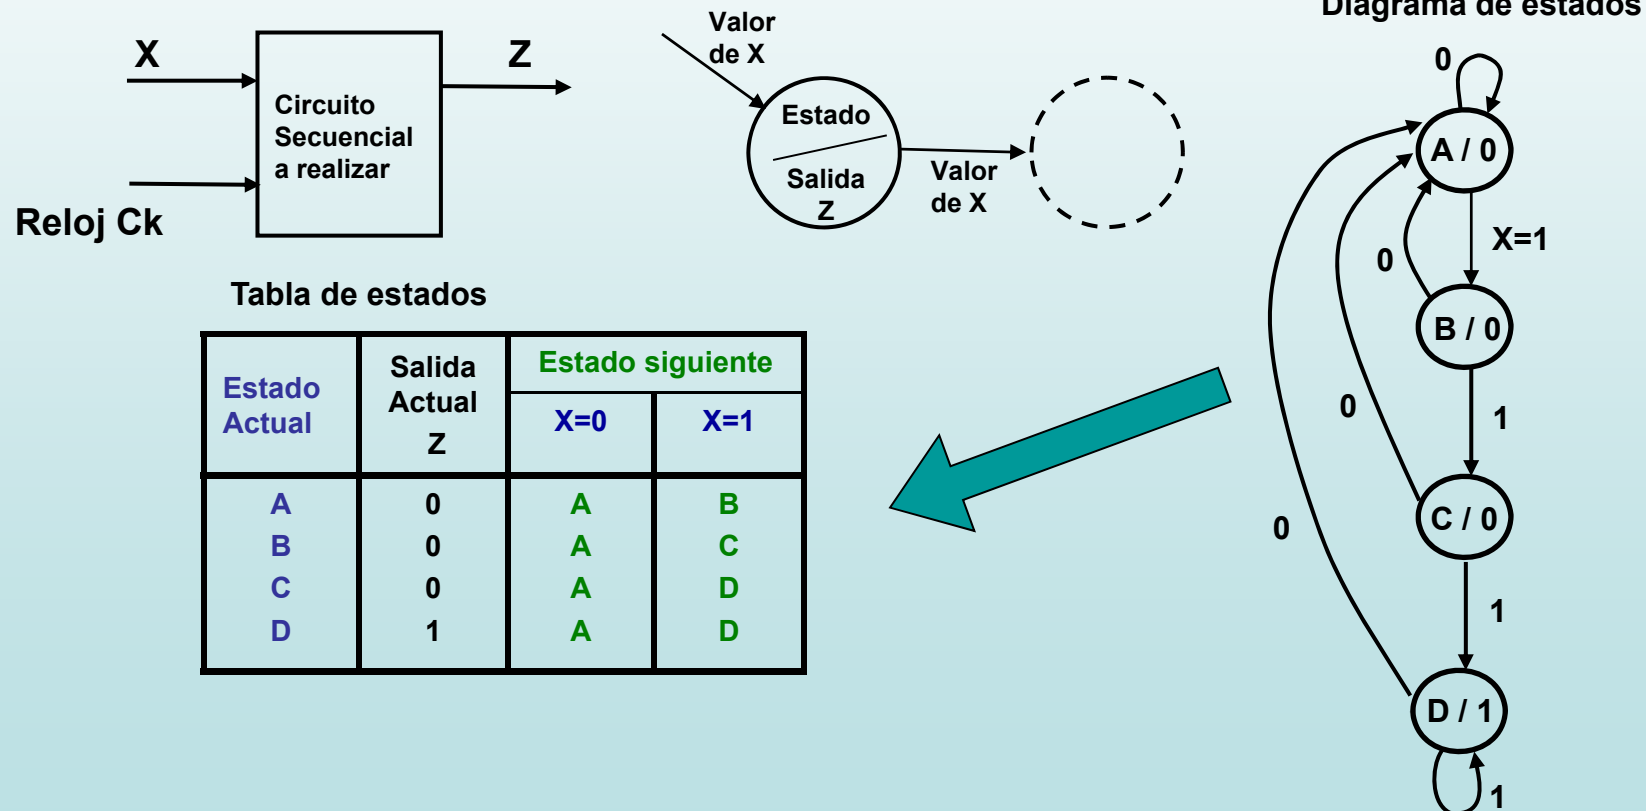 Diagrama de estados
X
Z
Circuito
Secuencial
a realizar
Reloj Ck
Valor
de X
Estado
Salida
Z
Valor
de X
Tabla de estados
Estado
Actual
Salida
Actual
Z
Estado siguiente
X=0 X=1
A 0 A B
B 0 A C
C 0 A D
D 1 A D
0
A / 0
X=1
0
B / 0
0
1
C / 0
0
1
D / 1
1